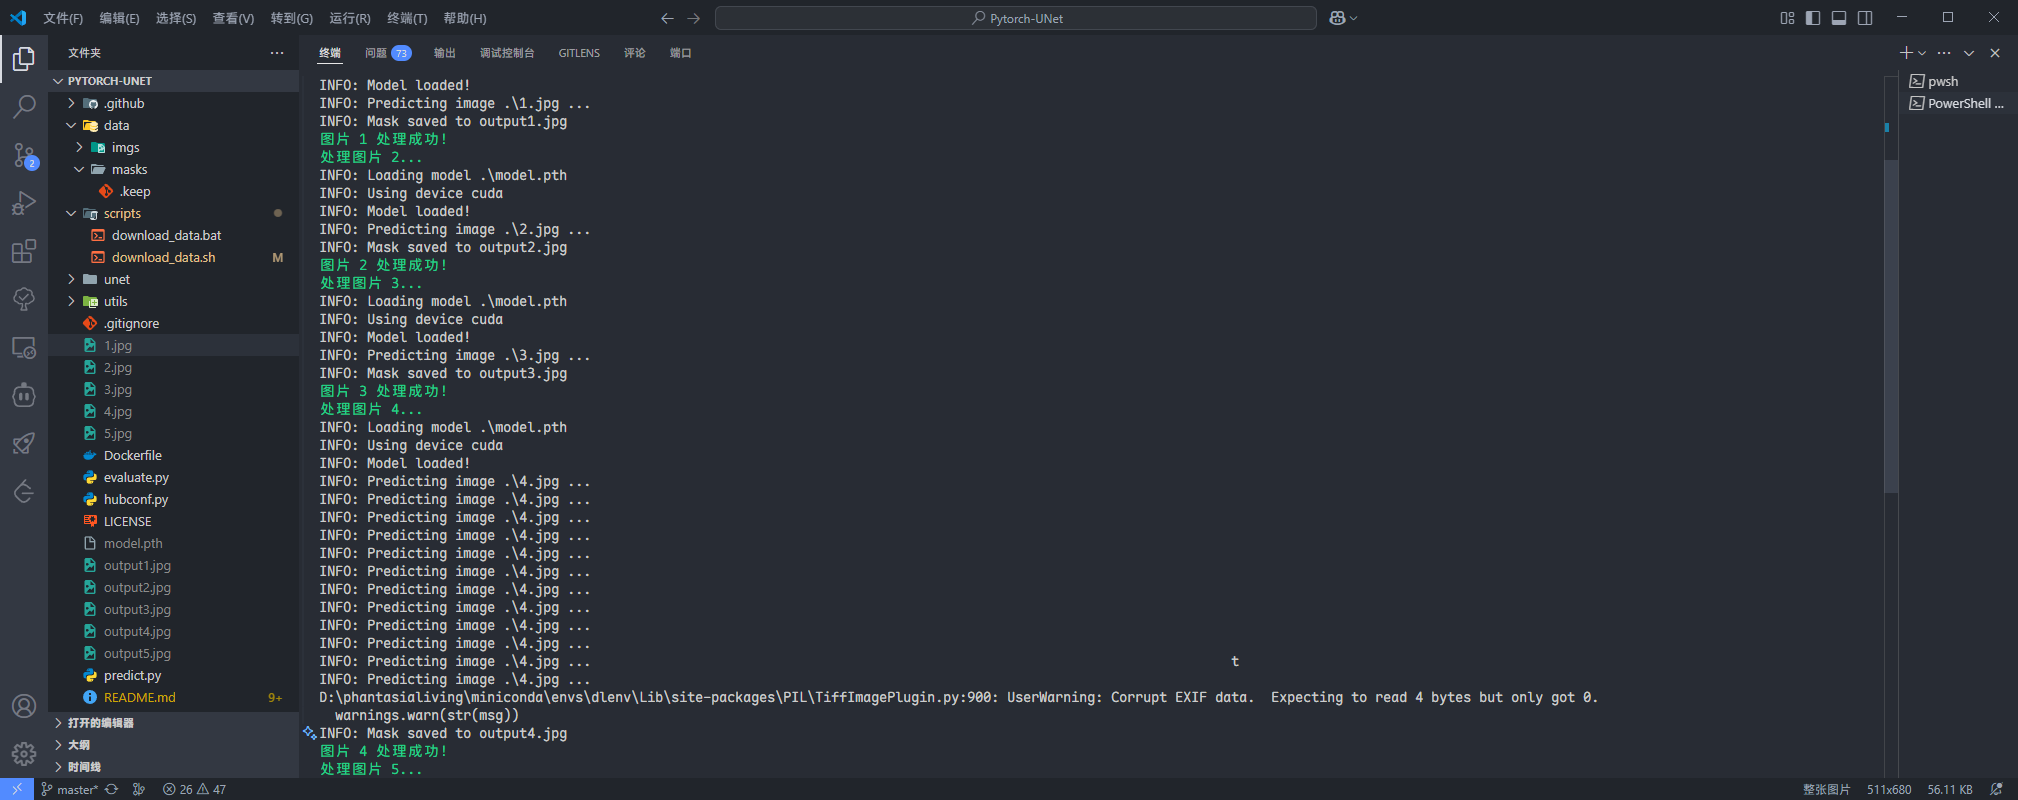 文件(F) 编辑(E) 选择(S) 查看(V) 转到(G) 运行(R) 终端(T) 帮助(H)
Pytorch-UNet
文件夹
PYTORCH-UNET
.github
data
imgs
masks
.keep
scripts
download_data.bat
download_data.sh M
unet
utils
.gitignore
1.jpg
2.jpg
3.jpg
4.jpg
5.jpg
Dockerfile
evaluate.py
hubconf.py
LICENSE
model.pth
output1.jpg
output2.jpg
output3.jpg
output4.jpg
output5.jpg
predict.py
README.md 9+
打开的编辑器
大纲
时间线
2
终端 问题 73 输出 调试控制台 GITLENS 评论 端口
INFO: Model loaded!
INFO: Predicting image .\1.jpg ...
INFO: Mask saved to output1.jpg
图片 1 处理成功!
处理图片 2...
INFO: Loading model .\model.pth
INFO: Using device cuda
INFO: Model loaded!
INFO: Predicting image .\2.jpg ...
INFO: Mask saved to output2.jpg
图片 2 处理成功!
处理图片 3...
INFO: Loading model .\model.pth
INFO: Using device cuda
INFO: Model loaded!
INFO: Predicting image .\3.jpg ...
INFO: Mask saved to output3.jpg
图片 3 处理成功!
处理图片 4...
INFO: Loading model .\model.pth
INFO: Using device cuda
INFO: Model loaded!
INFO: Predicting image .\4.jpg ...
INFO: Predicting image .\4.jpg ...
INFO: Predicting image .\4.jpg ...
INFO: Predicting image .\4.jpg ...
INFO: Predicting image .\4.jpg ...
INFO: Predicting image .\4.jpg ...
INFO: Predicting image .\4.jpg ...
INFO: Predicting image .\4.jpg ...
INFO: Predicting image .\4.jpg ...
INFO: Predicting image .\4.jpg ...
INFO: Predicting image .\4.jpg ... t
INFO: Predicting image .\4.jpg ...
D:\phantasialiving\miniconda\envs\dlenv\Lib\site-packages\PIL\TiffImagePlugin.py:900: UserWarning: Corrupt EXIF data.  Expecting to read 4 bytes but only got 0.
  warnings.warn(str(msg))
INFO: Mask saved to output4.jpg
图片 4 处理成功!
处理图片 5...
pwsh
PowerShell ...
master* 26 47 整张图片 511x680 56.11 KB